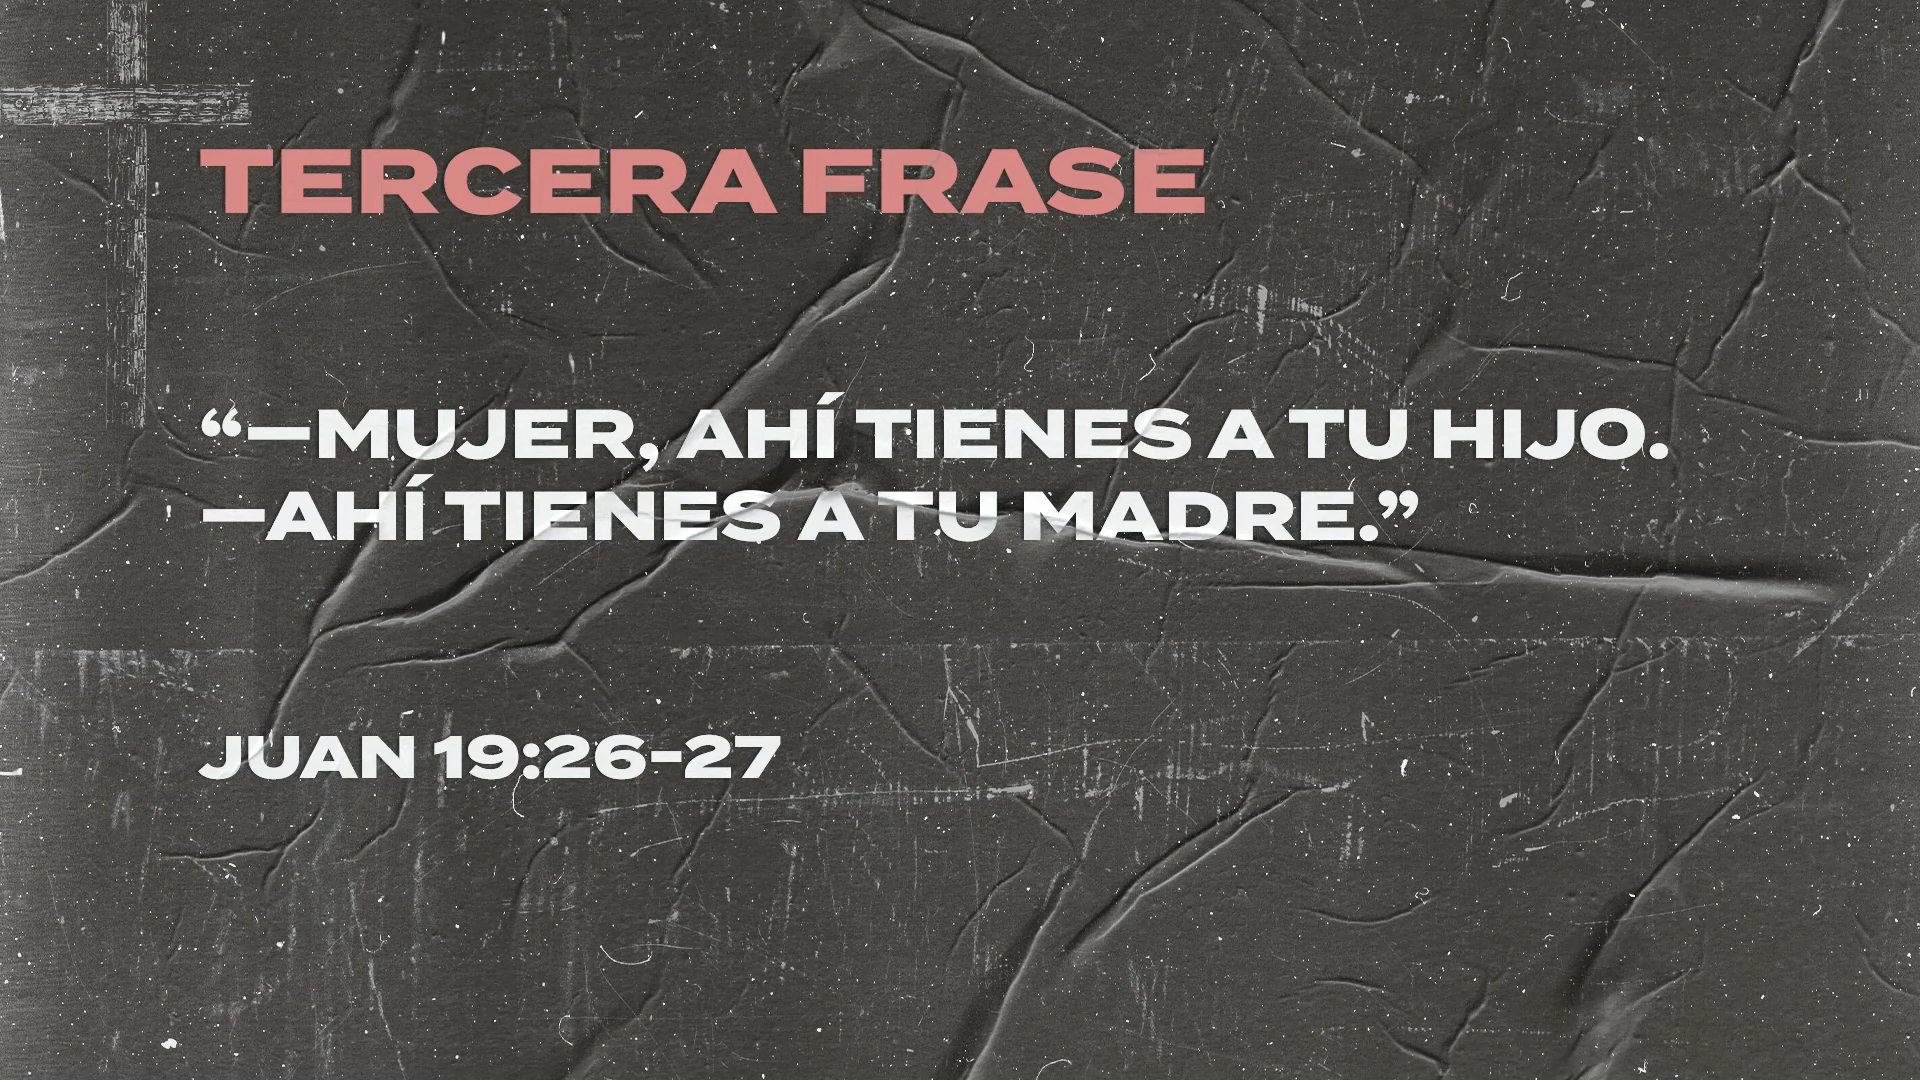 TERCERA FRASE
“—MUJER, AHÍ TIENES A TU HIJO.
—AHÍ TIENES A TU MADRE.”
JUAN 19:26-27